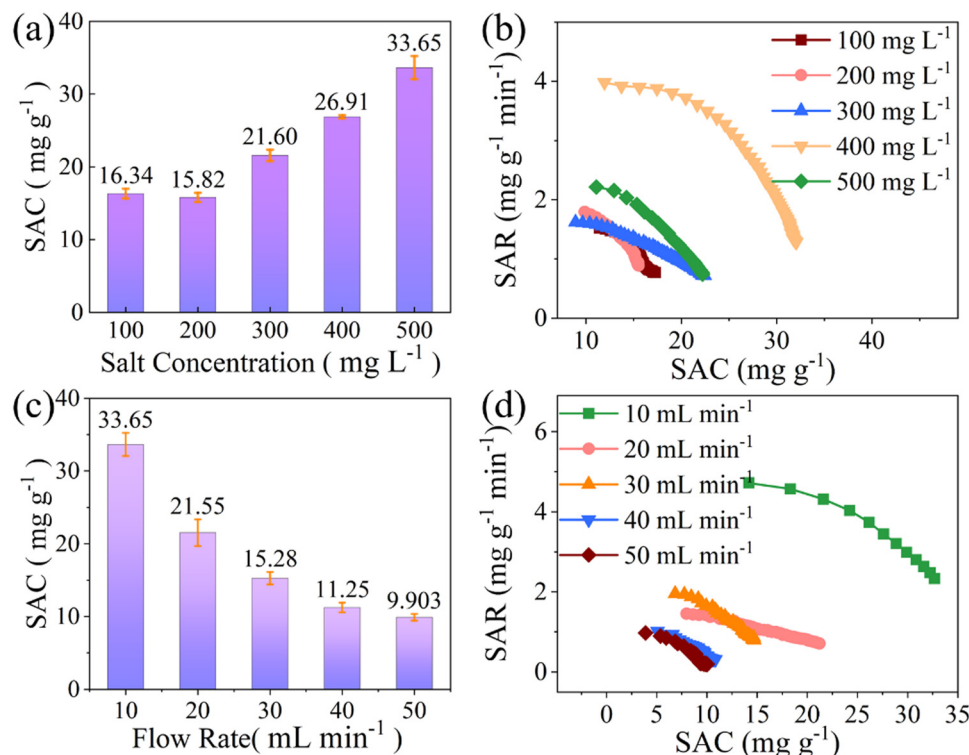 (a)
SAC ( mg g⁻¹)
40
30
20
10
0
16.34
15.82
21.60
26.91
33.65
100 200 300 400 500
Salt Concentration ( mg L⁻¹)
(b)
SAR (mg g⁻¹ min⁻¹)
4
2
0
100 mg L⁻¹
200 mg L⁻¹
300 mg L⁻¹
400 mg L⁻¹
500 mg L⁻¹
10 20 30 40
SAC (mg g⁻¹)
(c)
SAC ( mg g⁻¹)
40
30
20
10
0
33.65
21.55
15.28
11.25
9.903
10 20 30 40 50
Flow Rate( mL min⁻¹)
(d)
SAR (mg g⁻¹ min⁻¹)
6
4
2
0
10 mL min⁻¹
20 mL min⁻¹
30 mL min⁻¹
40 mL min⁻¹
50 mL min⁻¹
0 5 10 15 20 25 30 35
SAC (mg g⁻¹)